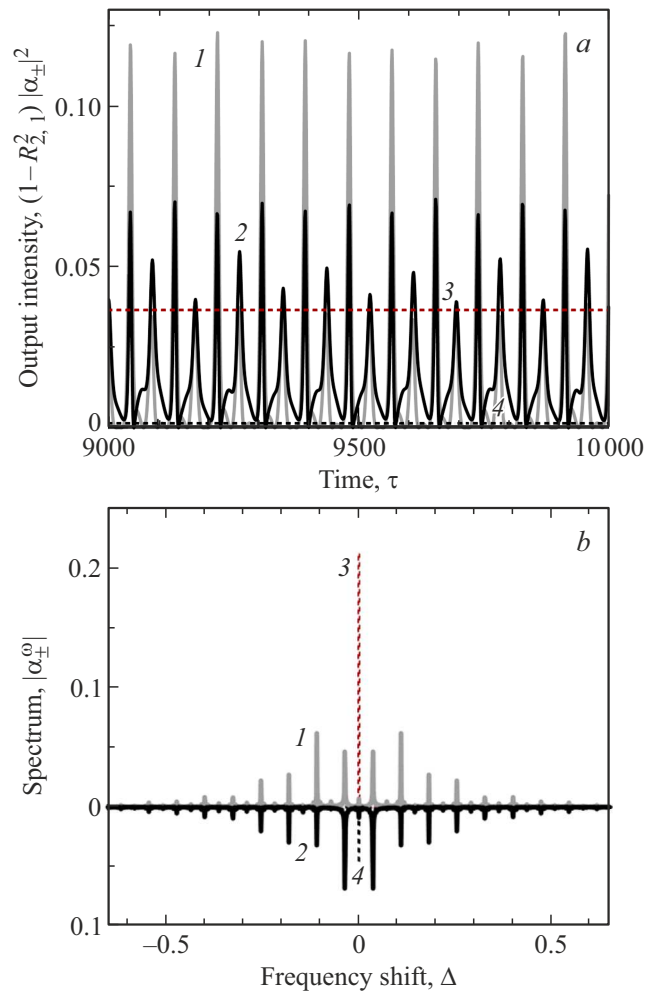 Output intensity, (1−R²₂, ₁) |α±|²
a
1
0.10
2
0.05
3
4
0
9000 9500 10 000
Time, τ
b
Spectrum, |α±^ω|
3
0.2
0.1
1
0
2
4
0.1
−0.5 0 0.5
Frequency shift, Δ